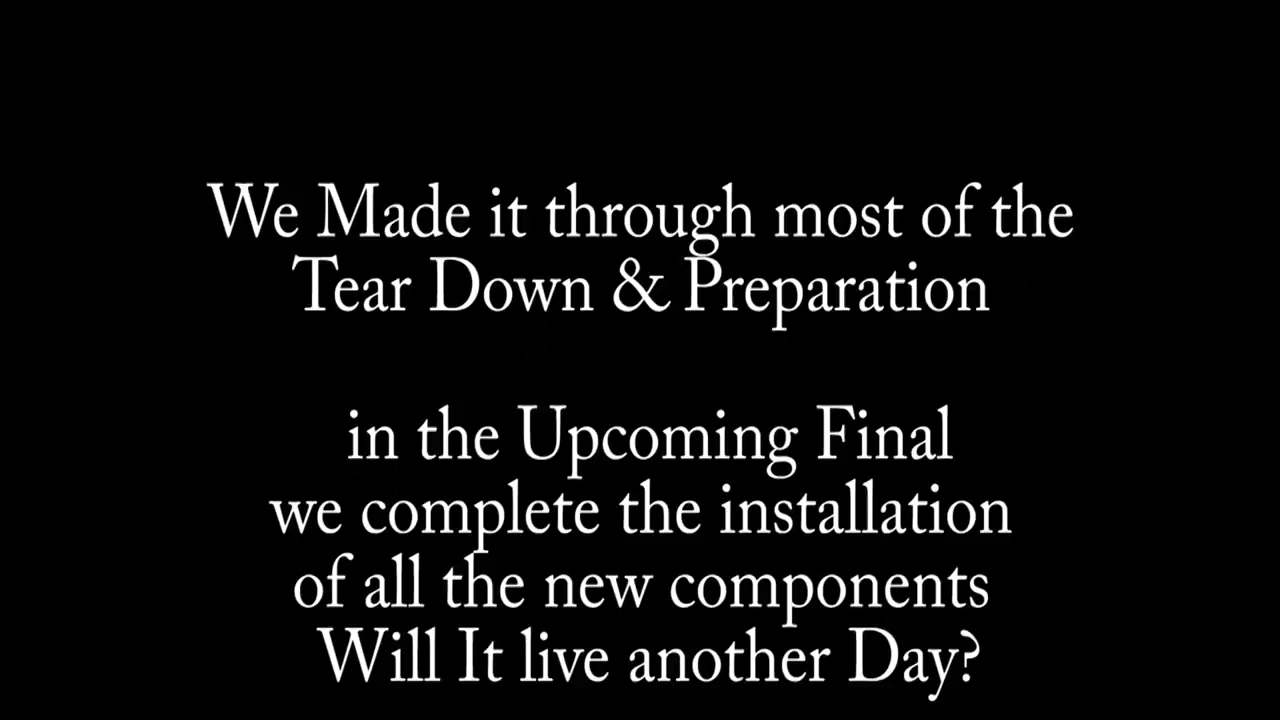 We Made it through most of the
Tear Down & Preparation
in the Upcoming Final
we complete the installation
of all the new components
Will It live another Day?